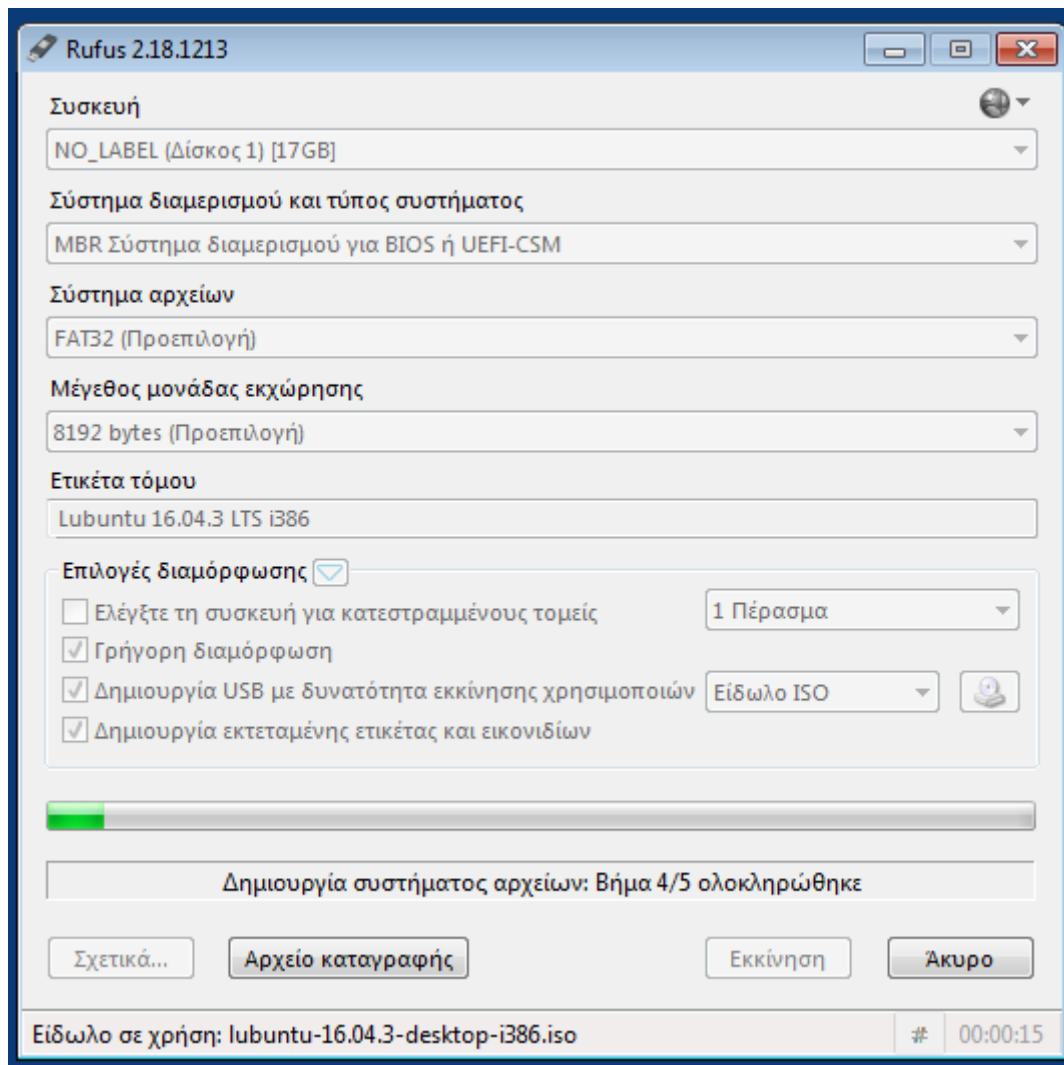 Rufus 2.18.1213
Συσκευή
NO_LABEL (Δίσκος 1) [17GB]
Σύστημα διαμερισμού και τύπος συστήματος
MBR Σύστημα διαμερισμού για BIOS ή UEFI-CSM
Σύστημα αρχείων
FAT32 (Προεπιλογή)
Μέγεθος μονάδας εκχώρησης
8192 bytes (Προεπιλογή)
Ετικέτα τόμου
Lubuntu 16.04.3 LTS i386
Επιλογές διαμόρφωσης
Ελέγξτε τη συσκευή για κατεστραμμένους τομείς 1 Πέρασμα
Γρήγορη διαμόρφωση
Δημιουργία USB με δυνατότητα εκκίνησης χρησιμοποιών Είδωλο ISO
Δημιουργία εκτεταμένης ετικέτας και εικονιδίων
Δημιουργία συστήματος αρχείων: Βήμα 4/5 ολοκληρώθηκε
Σχετικά... Αρχείο καταγραφής Εκκίνηση Άκυρο
Είδωλο σε χρήση: lubuntu-16.04.3-desktop-i386.iso # 00:00:15